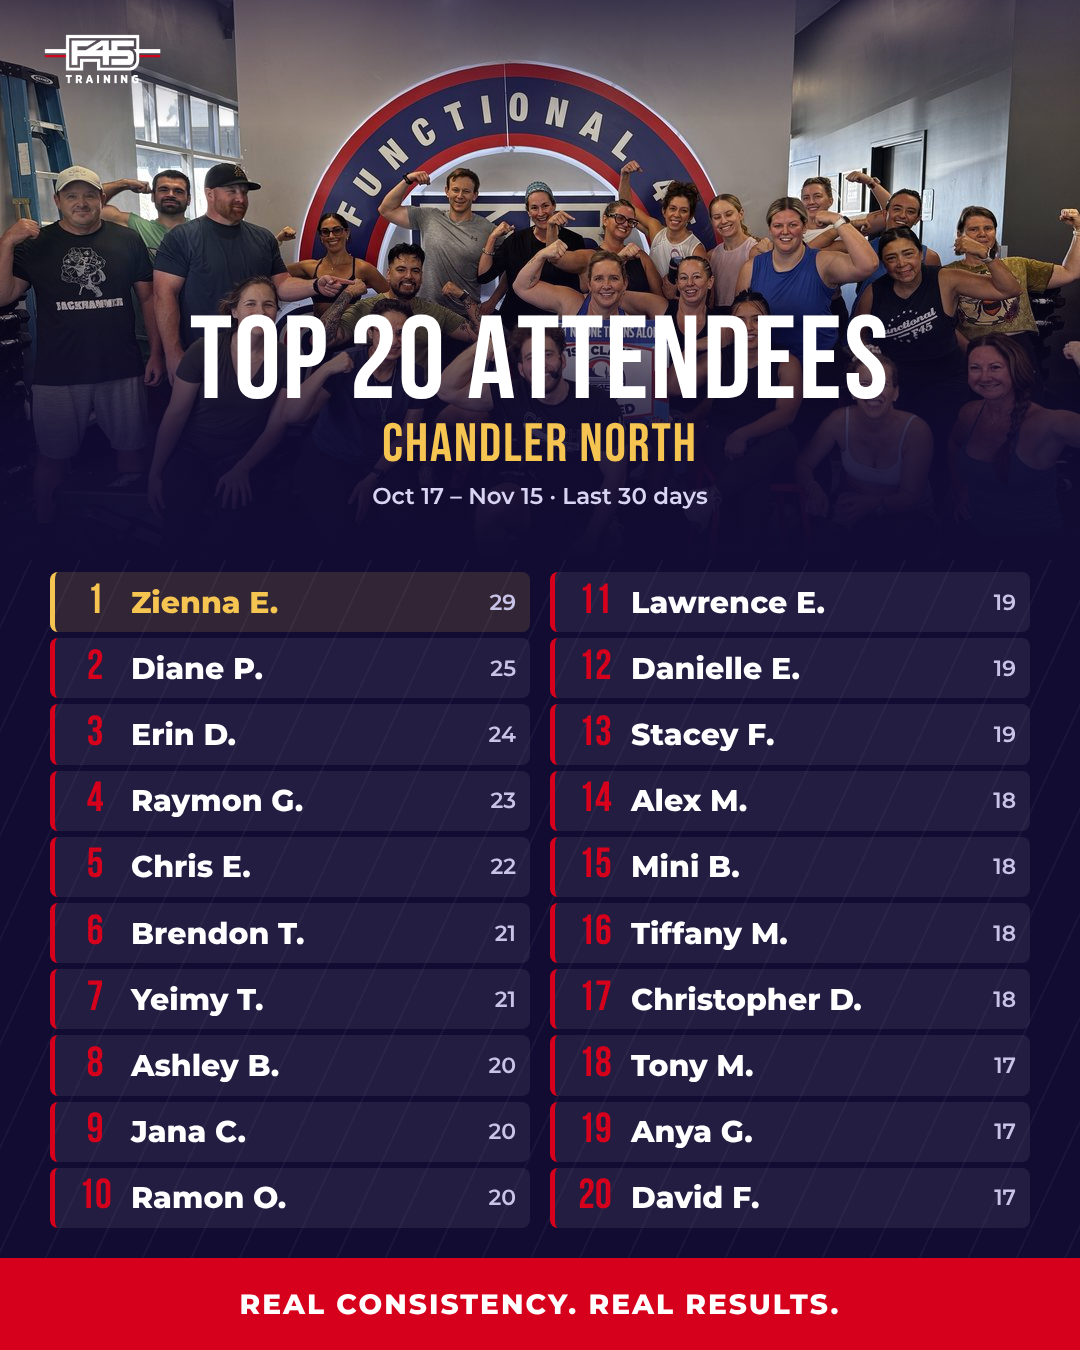 F45
TRAINING
FUNCTIONAL 4
JACKHAMMER
Functional
F45
TOP 20 ATTENDEES
CHANDLER NORTH
Oct 17 – Nov 15 · Last 30 days
1 Zienna E. 29
2 Diane P. 25
3 Erin D. 24
4 Raymon G. 23
5 Chris E. 22
6 Brendon T. 21
7 Yeimy T. 21
8 Ashley B. 20
9 Jana C. 20
10 Ramon O. 20
11 Lawrence E. 19
12 Danielle E. 19
13 Stacey F. 19
14 Alex M. 18
15 Mini B. 18
16 Tiffany M. 18
17 Christopher D. 18
18 Tony M. 17
19 Anya G. 17
20 David F. 17
REAL CONSISTENCY. REAL RESULTS.